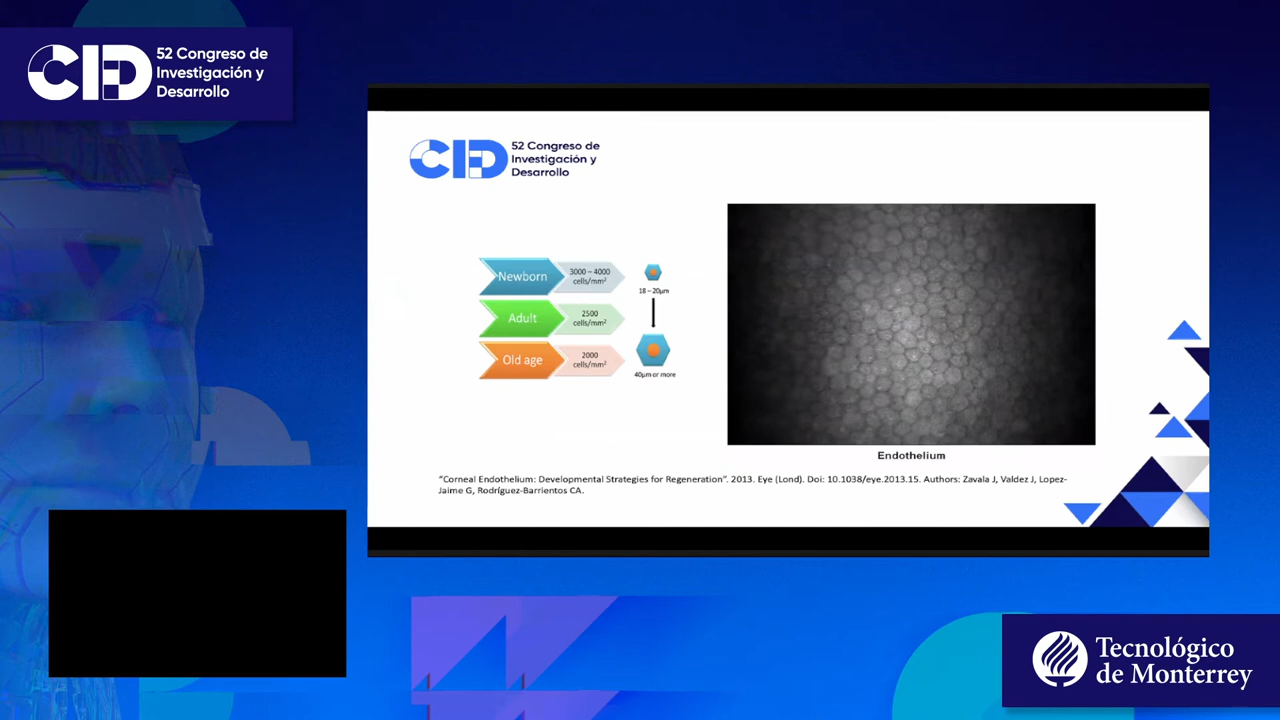 52 Congreso de
Investigación y
Desarrollo
CID
52 Congreso de
Investigación y
Desarrollo
CID
Newborn
3000 – 4000
cells/mm²
18 – 20µm
Adult
2500
cells/mm²
Old age
2000
cells/mm²
40µm or more
Endothelium
“Corneal Endothelium: Developmental Strategies for Regeneration”. 2013. Eye (Lond). Doi: 10.1038/eye.2013.15. Authors: Zavala J, Valdez J, Lopez-
Jaime G, Rodríguez-Barrientos CA.
Tecnológico
de Monterrey